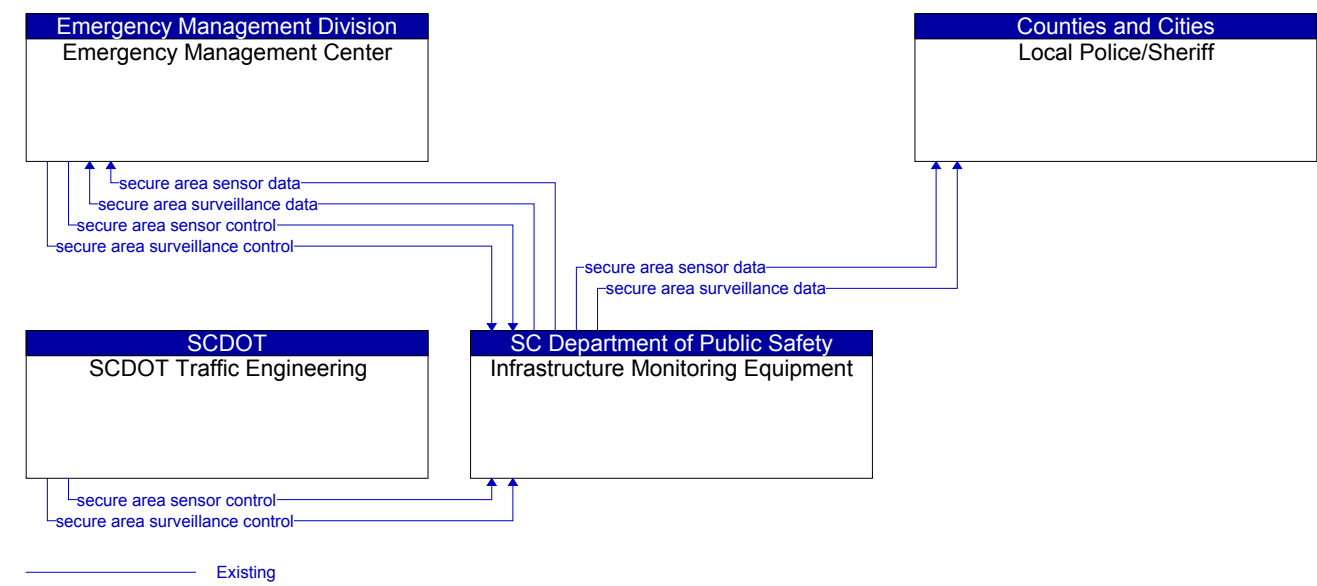 Emergency Management Division
Emergency Management Center
Counties and Cities
Local Police/Sheriff
secure area sensor data
secure area surveillance data
secure area sensor control
secure area surveillance control
secure area sensor data
secure area surveillance data
SCDOT
SCDOT Traffic Engineering
SC Department of Public Safety
Infrastructure Monitoring Equipment
secure area sensor control
secure area surveillance control
Existing